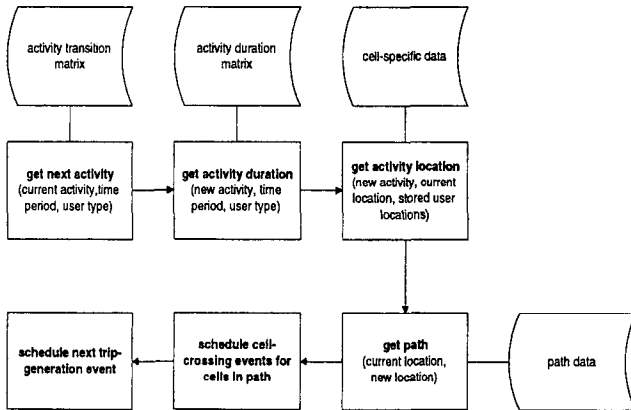 activity transition
matrix
activity duration
matrix
cell-specific data
get next activity
(current activity,time
period, user type)
get activity duration
(new activity, time
period, user type)
get activity location
(new activity, current
location, stored user
locations)
schedule next trip-
generation event
schedule cell-
crossing events for
cells in path
get path
(current location,
new location)
path data